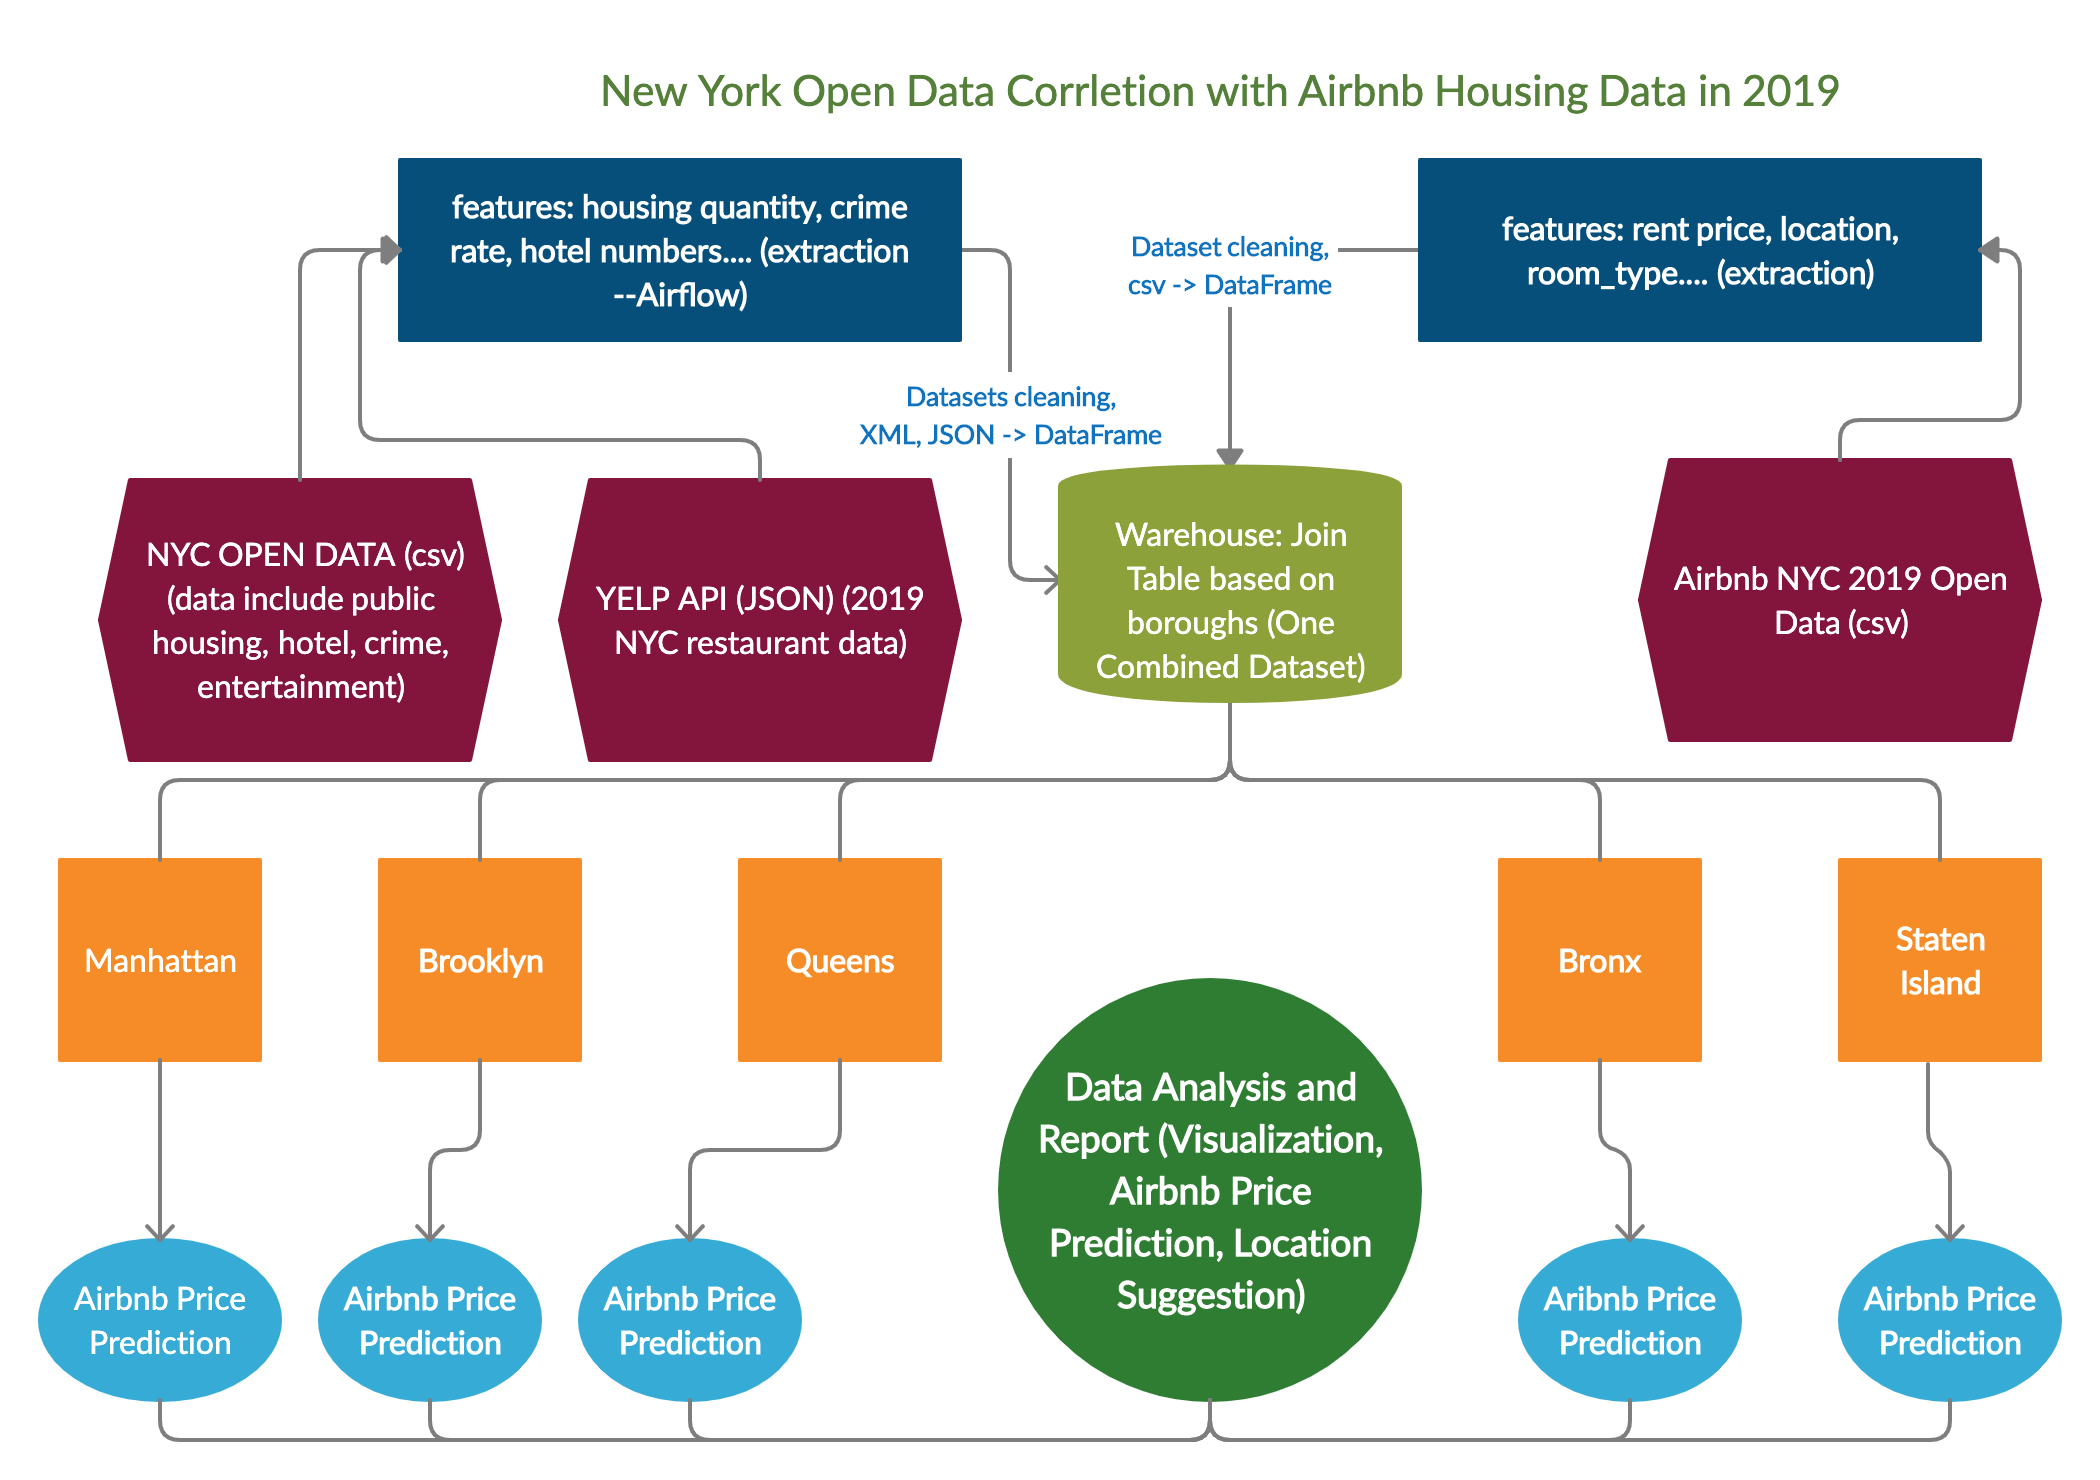 New York Open Data Corrletion with Airbnb Housing Data in 2019
features: housing quantity, crime
rate, hotel numbers.... (extraction
--Airflow)
Dataset cleaning,
csv -> DataFrame
features: rent price, location,
room_type.... (extraction)
Datasets cleaning,
XML, JSON -> DataFrame
NYC OPEN DATA (csv)
(data include public
housing, hotel, crime,
entertainment)
YELP API (JSON) (2019
NYC restaurant data)
Warehouse: Join
Table based on
boroughs (One
Combined Dataset)
Airbnb NYC 2019 Open
Data (csv)
Manhattan
Brooklyn
Queens
Bronx
Staten
Island
Data Analysis and
Report (Visualization,
Airbnb Price
Prediction, Location
Suggestion)
Airbnb Price
Prediction
Airbnb Price
Prediction
Airbnb Price
Prediction
Aribnb Price
Prediction
Airbnb Price
Prediction